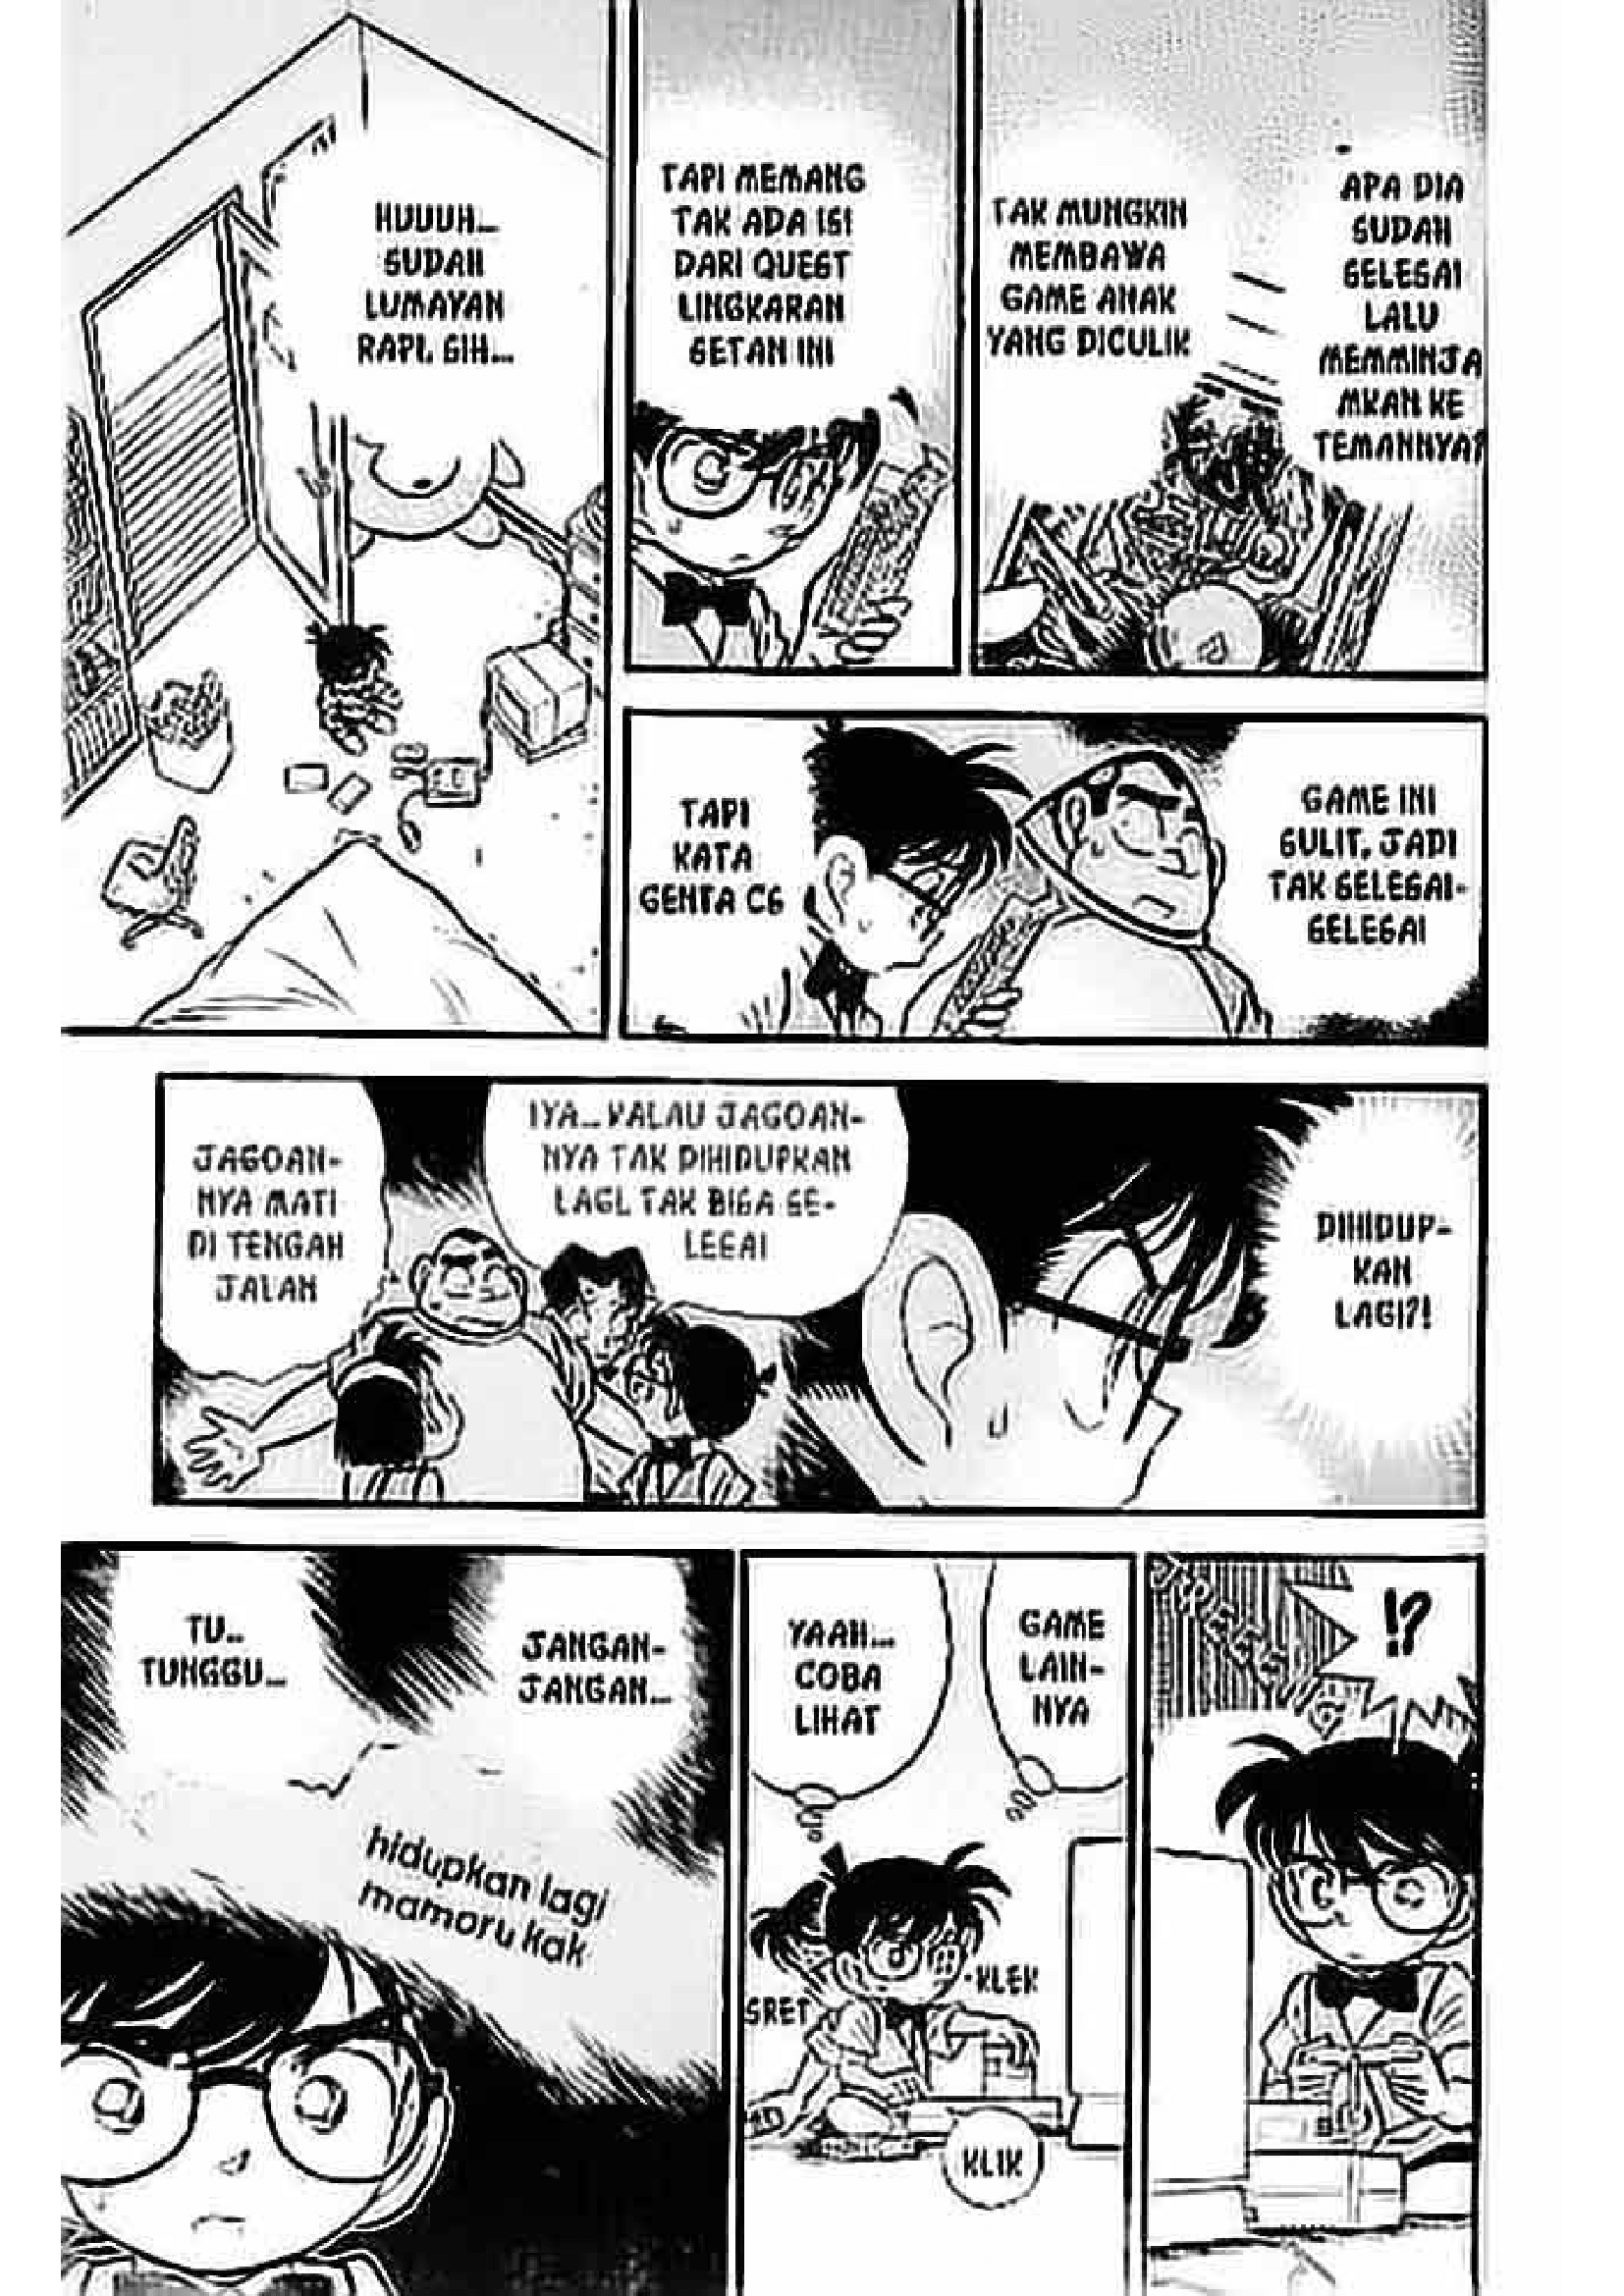 APA DIA
SUDAH
SELESAI
LALU
MEMMINJA
MKAN KE
TEMANNYA?
TAK MUNGKIN
MEMBAWA
GAME ANAK
YANG DICULIK
TAPI MEMANG
TAK ADA ISI
DARI QUEST
LINGKARAN
SETAN INI
HUUUH...
SUDAH
LUMAYAN
RAPI, SIH...
GAME INI
SULIT, JADI
TAK SELESAI-
SELESAI
TAPI
KATA
GENTA CS
DIHIDUP-
KAN
LAGI?!
IYA...KALAU JAGOAN-
NYA TAK DIHIDUPKAN
LAGI, TAK BISA SE-
LESAI
JAGOAN-
NYA MATI
DI TENGAH
JALAN
!?
GAME
LAIN-
NYA
YAAH...
COBA
LIHAT
KLEK
SRET
KLIK
JANGAN-
JANGAN...
TU..
TUNGGU...
hidupkan lagi
mamoru kak